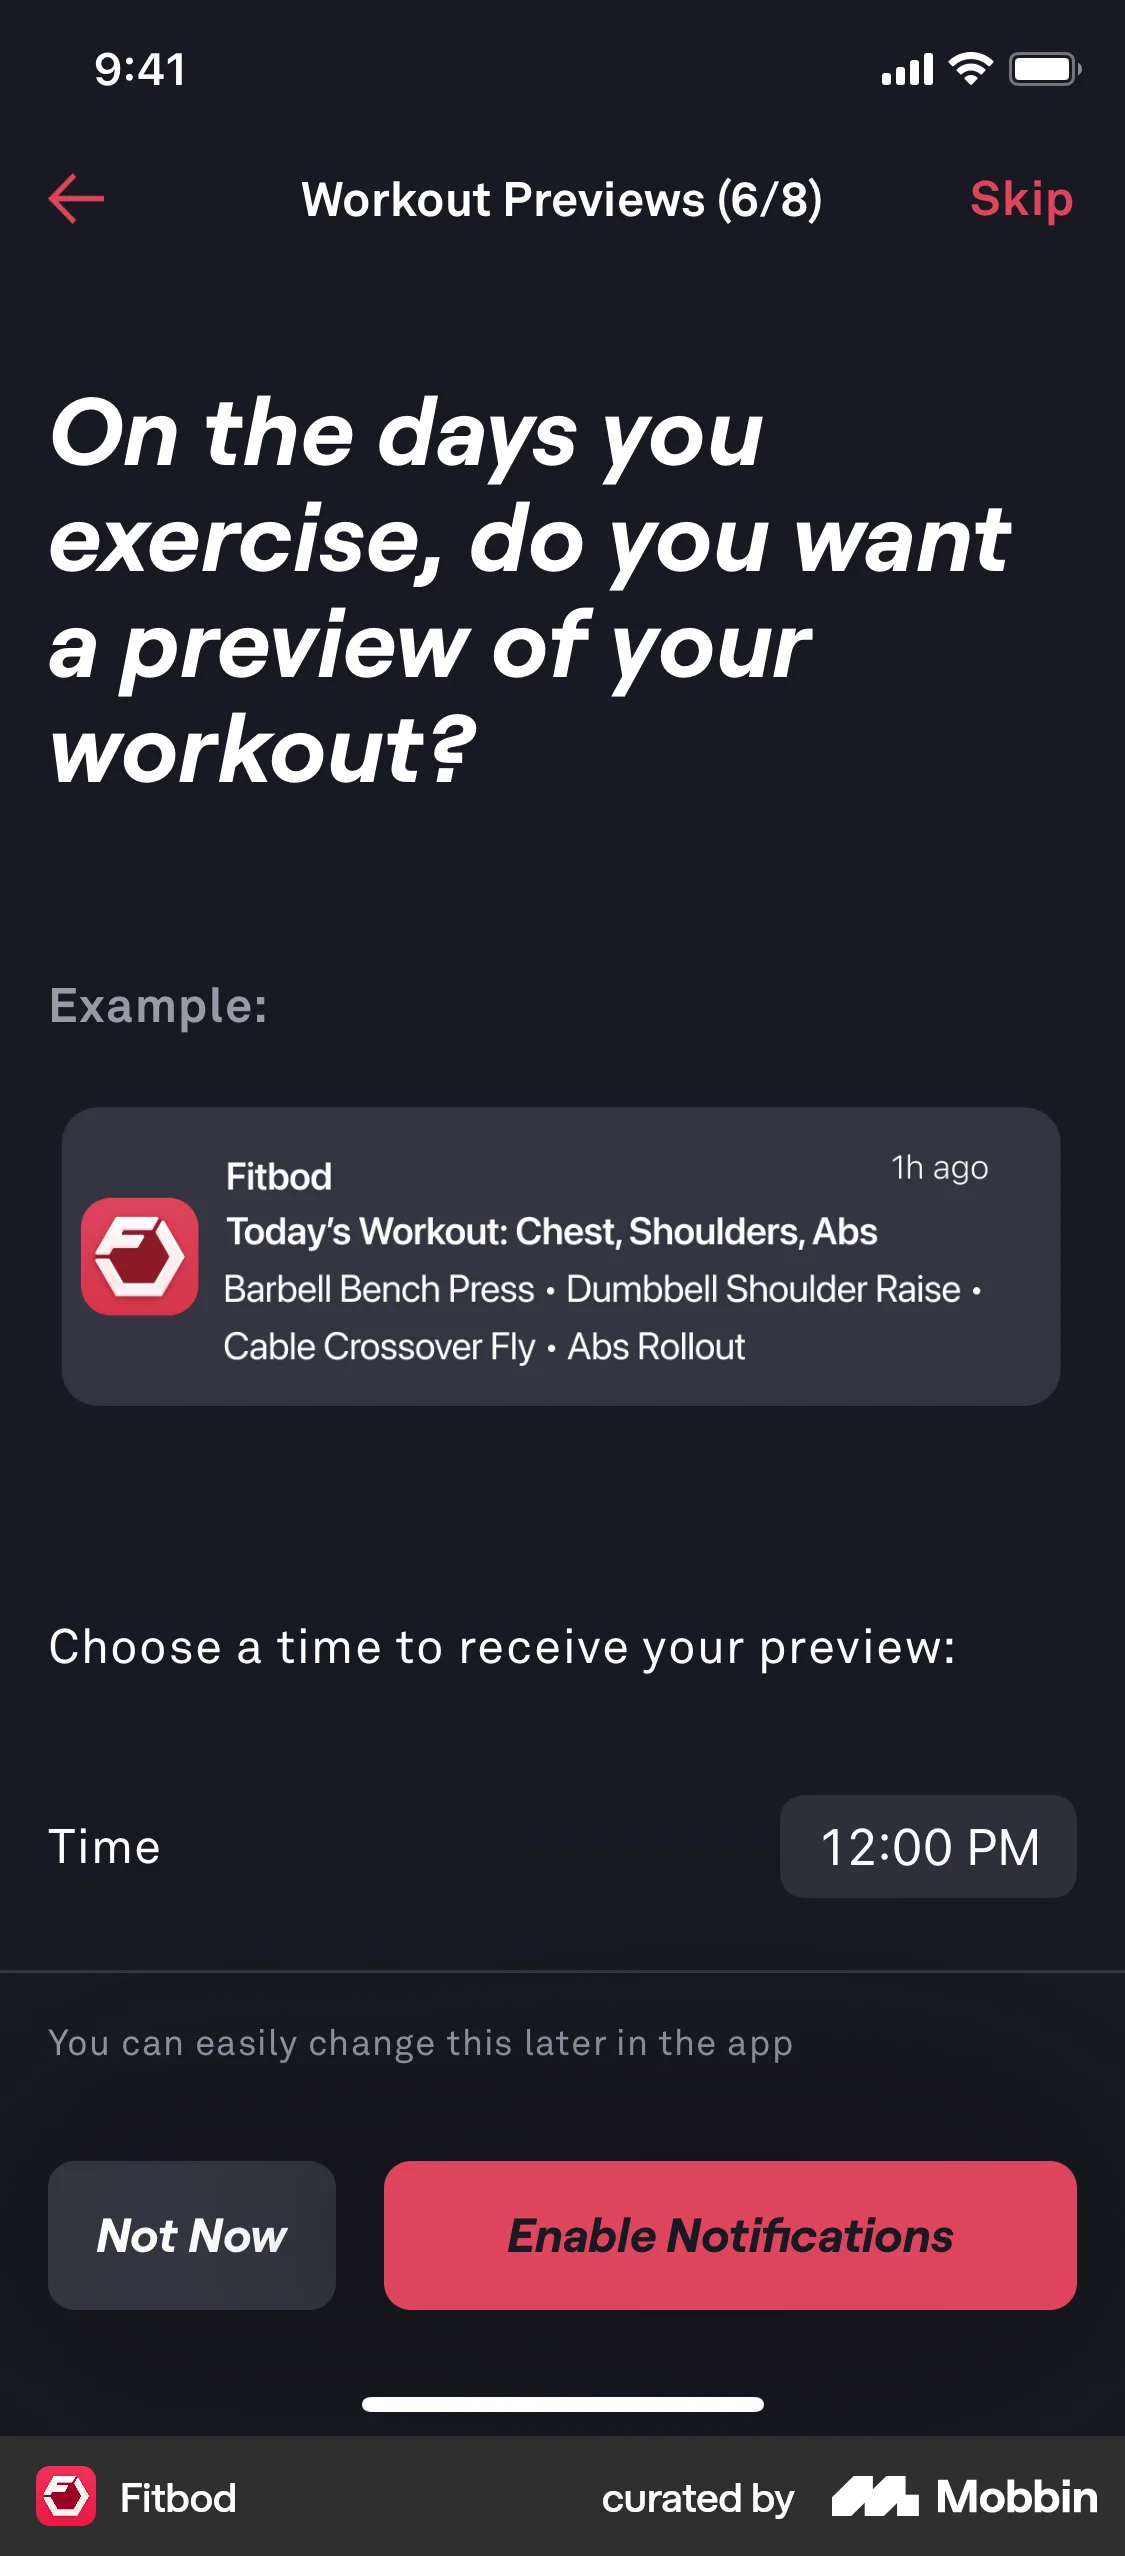 9:41
Workout Previews (6/8)
Skip
On the days you
exercise, do you want
a preview of your
workout?
Example:
Fitbod
1h ago
Today’s Workout: Chest, Shoulders, Abs
Barbell Bench Press • Dumbbell Shoulder Raise •
Cable Crossover Fly • Abs Rollout
Choose a time to receive your preview:
Time
12:00 PM
You can easily change this later in the app
Not Now
Enable Notifications
Fitbod
curated by
Mobbin